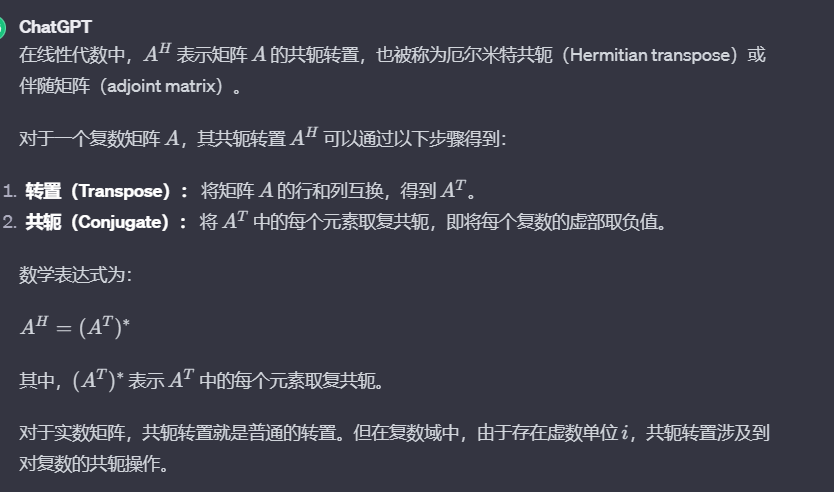 ChatGPT
在线性代数中，A^H 表示矩阵 A 的共轭转置，也被称为厄尔米特共轭（Hermitian transpose）或
伴随矩阵（adjoint matrix）。
对于一个复数矩阵 A，其共轭转置 A^H 可以通过以下步骤得到：
1. 转置（Transpose）： 将矩阵 A 的行和列互换，得到 A^T。
2. 共轭（Conjugate）： 将 A^T 中的每个元素取复共轭，即将每个复数的虚部取负值。
数学表达式为：
A^H = (A^T)^*
其中，(A^T)^* 表示 A^T 中的每个元素取复共轭。
对于实数矩阵，共轭转置就是普通的转置。但在复数域中，由于存在虚数单位 i，共轭转置涉及到
对复数的共轭操作。